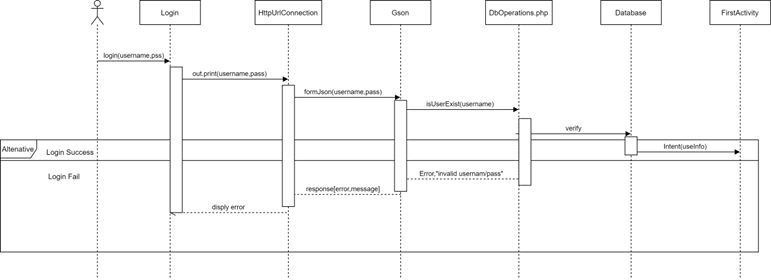 Login
HttpUrlConnection
Gson
DbOperations.php
Database
FirstActivity
login(username,pss)
out.print(username,pass)
formJson(username,pass)
isUserExist(username)
verify
Altenative
Login Success
Intent(useInfo)
Login Fail
Error,"invalid usernam/pass"
response[error,message]
disply error